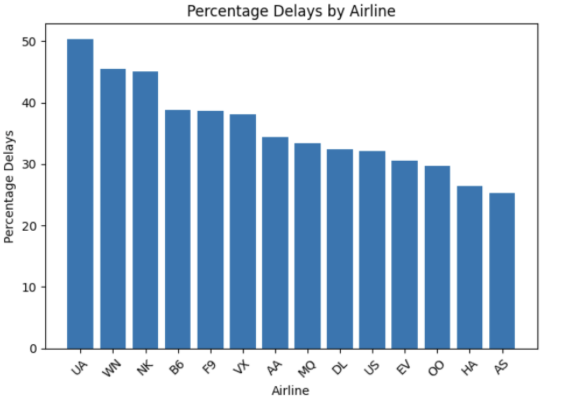 Percentage Delays by Airline
Percentage Delays
50
40
30
20
10
0
UA WN NK B6 F9 VX AA MQ DL US EV OO HA AS
Airline